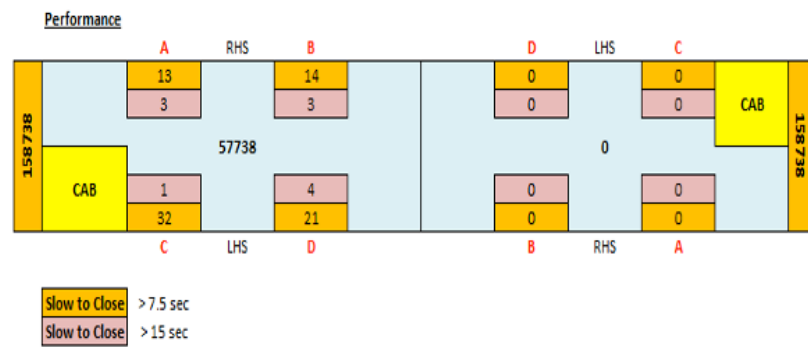 Performance
A RHS B D LHS C
13 14 0 0
3 3 0 0 CAB
158738 57738 0 158738
CAB 1 4 0 0
32 21 0 0
C LHS D B RHS A
Slow to Close > 7.5 sec
Slow to Close > 15 sec